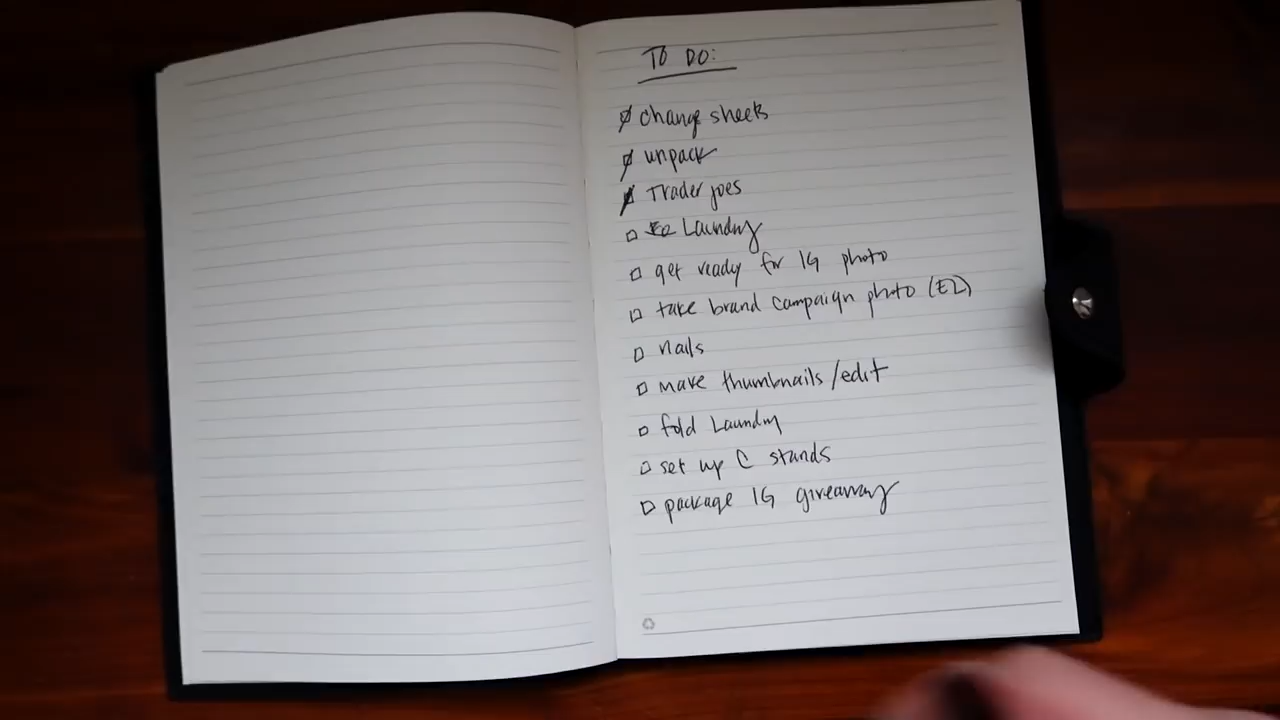 TO DO:
change sheets
unpack
Trader joes
Laundry
get ready for IG photo
take brand campaign photo (EL)
nails
make thumbnails/edit
fold Laundry
set up C stands
package IG giveaway